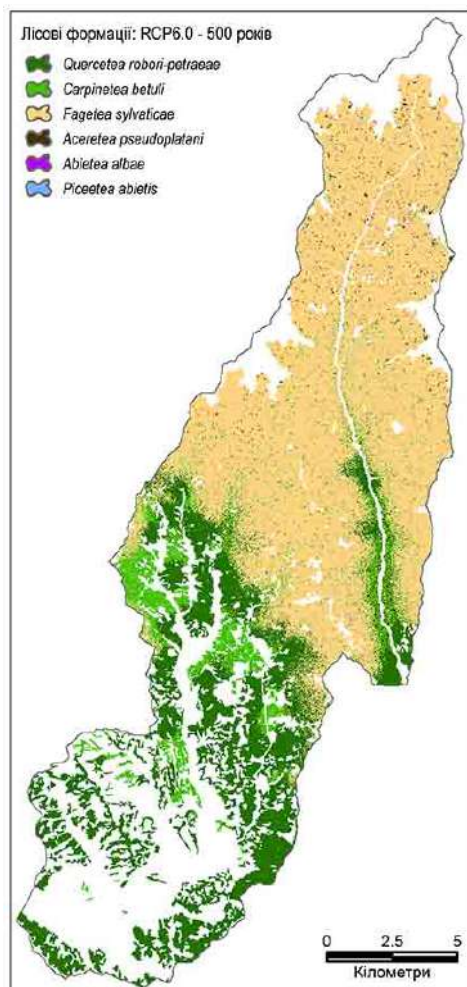 Лісові формації: RCP6.0 - 500 років
Quercetea robori-petraeae
Carpinetea betuli
Fagetea sylvaticae
Aceretea pseudoplatani
Abietea albae
Piceetea abietis
0 2.5 5
Кілометри